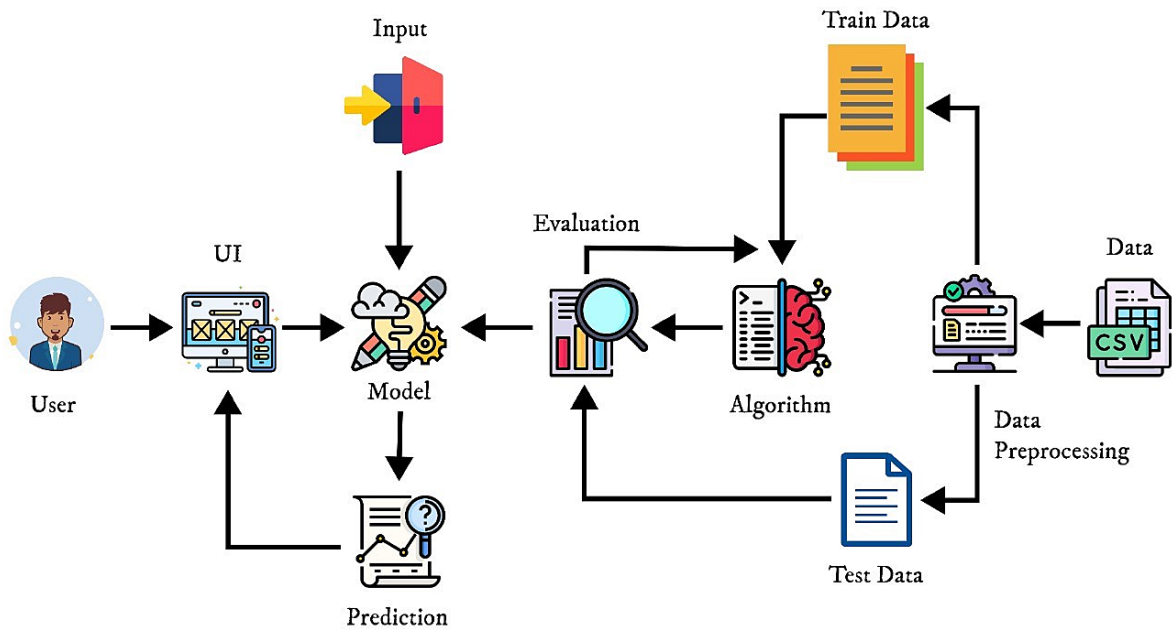 Input
Train Data
Evaluation
UI
Data
CSV
User
Model
Algorithm
Data
Preprocessing
?
Prediction
Test Data